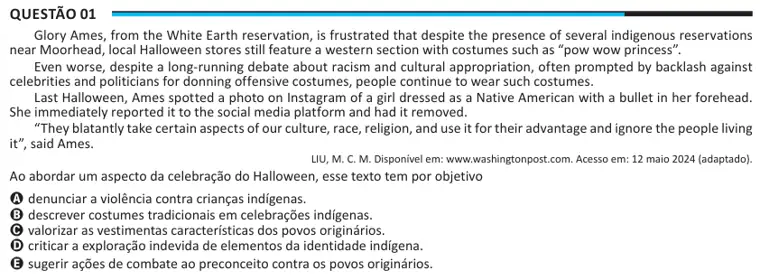 QUESTÃO 01
Glory Ames, from the White Earth reservation, is frustrated that despite the presence of several indigenous reservations
near Moorhead, local Halloween stores still feature a western section with costumes such as “pow wow princess”.
Even worse, despite a long-running debate about racism and cultural appropriation, often prompted by backlash against
celebrities and politicians for donning offensive costumes, people continue to wear such costumes.
Last Halloween, Ames spotted a photo on Instagram of a girl dressed as a Native American with a bullet in her forehead.
She immediately reported it to the social media platform and had it removed.
“They blatantly take certain aspects of our culture, race, religion, and use it for their advantage and ignore the people living
it”, said Ames.
LIU, M. C. M. Disponível em: www.washingtonpost.com. Acesso em: 12 maio 2024 (adaptado).
Ao abordar um aspecto da celebração do Halloween, esse texto tem por objetivo
A denunciar a violência contra crianças indígenas.
B descrever costumes tradicionais em celebrações indígenas.
C valorizar as vestimentas características dos povos originários.
D criticar a exploração indevida de elementos da identidade indígena.
E sugerir ações de combate ao preconceito contra os povos originários.